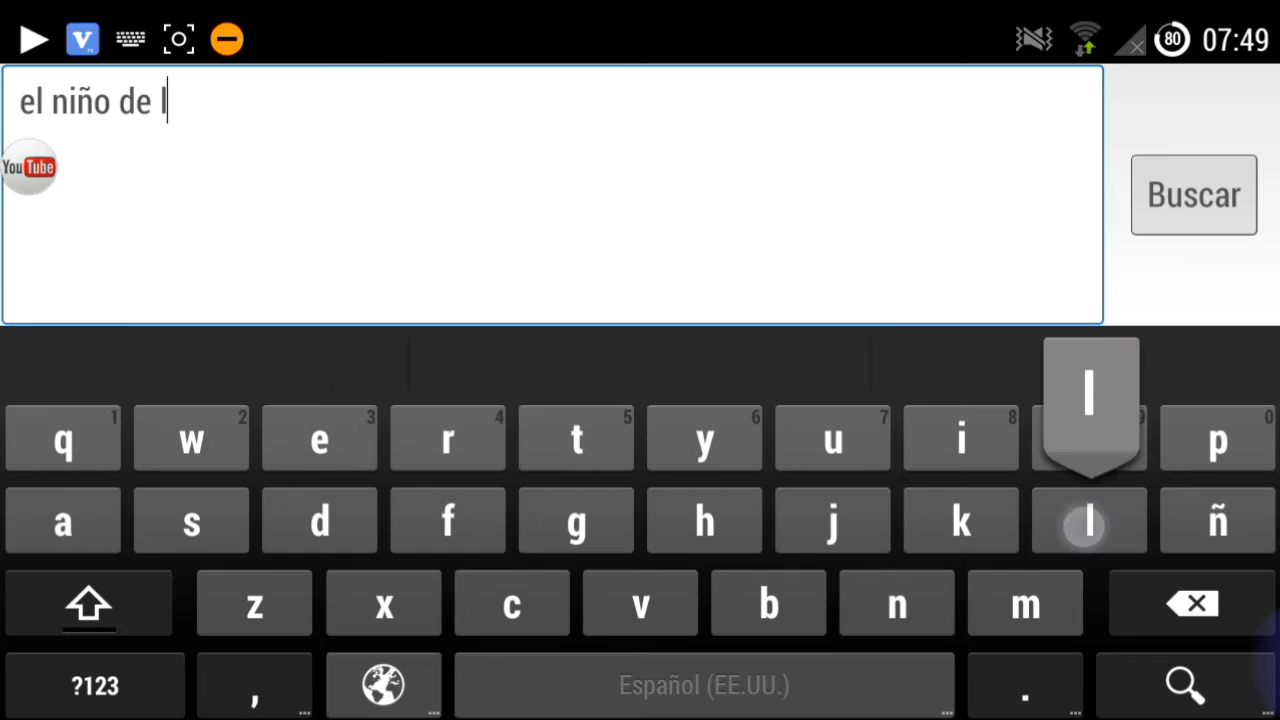 V
80 07:49
el niño de l
YouTube
Buscar
l
q 1 w 2 e 3 r 4 t 5 y 6 u 7 i 8 9 p 0
a s d f g h j k l ñ
z x c v b n m
?123 , Español (EE.UU.) .